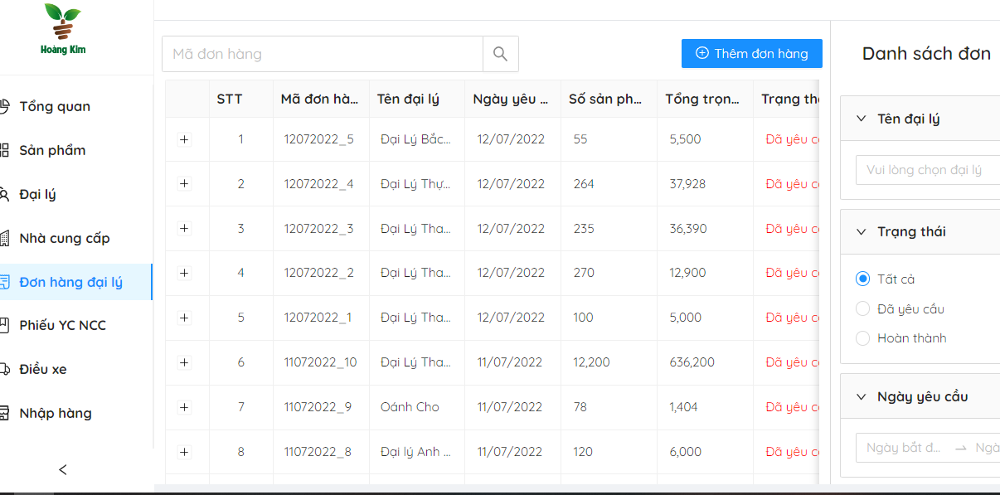 Hoàng Kim
Tổng quan
Sản phẩm
Đại lý
Nhà cung cấp
Đơn hàng đại lý
Phiếu YC NCC
Điều xe
Nhập hàng
Mã đơn hàng
Thêm đơn hàng
STT Mã đơn hà... Tên đại lý Ngày yêu ... Số sản ph... Tổng trọn... Trạng thá
1 12072022_5 Đại Lý Bắc... 12/07/2022 55 5,500 Đã yêu c
2 12072022_4 Đại Lý Thự... 12/07/2022 264 37,928 Đã yêu c
3 12072022_3 Đại Lý Tha... 12/07/2022 235 36,390 Đã yêu c
4 12072022_2 Đại Lý Tha... 12/07/2022 270 12,900 Đã yêu c
5 12072022_1 Đại Lý Tha... 12/07/2022 100 5,000 Đã yêu c
6 11072022_10 Đại Lý Tha... 11/07/2022 12,200 636,200 Đã yêu c
7 11072022_9 Oánh Cho 11/07/2022 78 1,404 Đã yêu c
8 11072022_8 Đại lý Anh ... 11/07/2022 120 6,000 Đã yêu c
Danh sách đơn
Tên đại lý
Vui lòng chọn đại lý
Trạng thái
Tất cả
Đã yêu cầu
Hoàn thành
Ngày yêu cầu
Ngày bắt đ... → Ngà